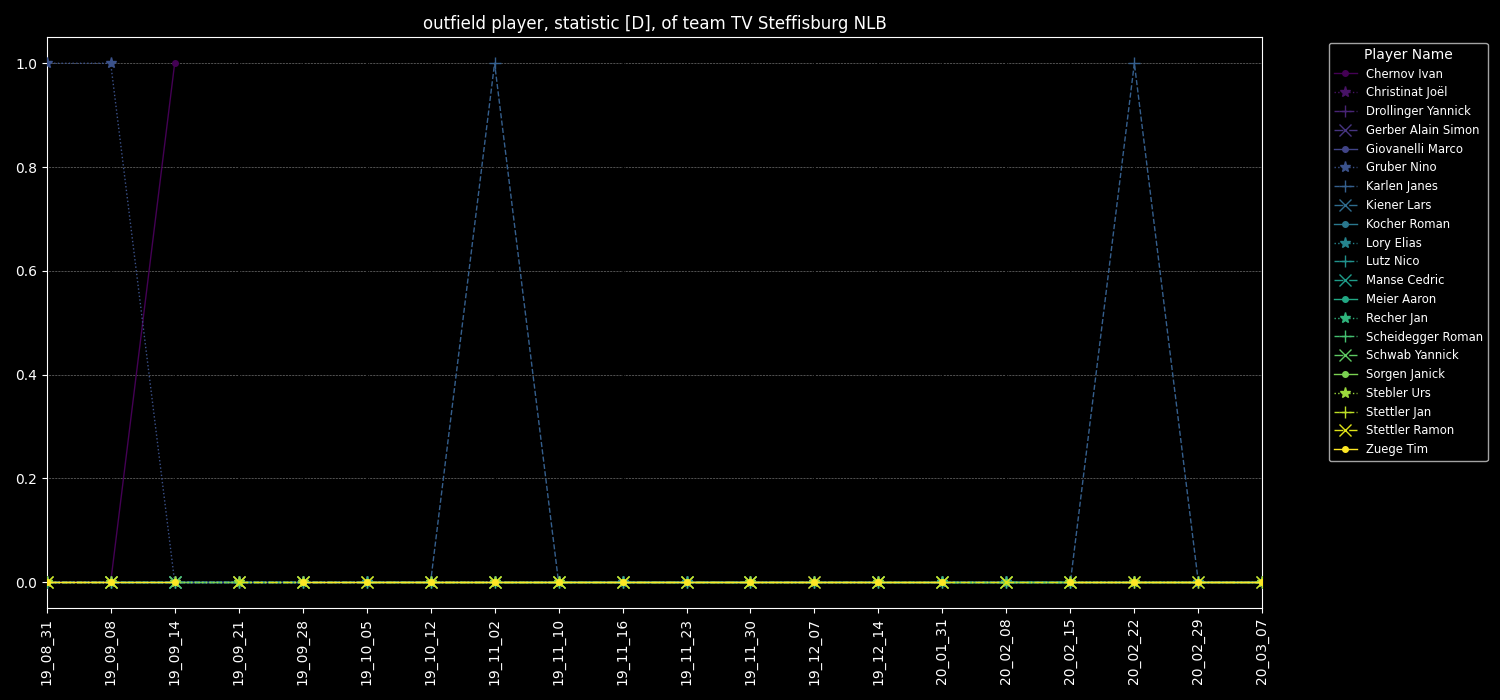 outfield player, statistic [D], of team TV Steffisburg NLB
1.0
0.8
0.6
0.4
0.2
0.0
19_08_31
19_09_08
19_09_14
19_09_21
19_09_28
19_10_05
19_10_12
19_11_02
19_11_10
19_11_16
19_11_23
19_11_30
19_12_07
19_12_14
20_01_31
20_02_08
20_02_15
20_02_22
20_02_29
20_03_07
Player Name
Chernov Ivan
Christinat Joël
Drollinger Yannick
Gerber Alain Simon
Giovanelli Marco
Gruber Nino
Karlen Janes
Kiener Lars
Kocher Roman
Lory Elias
Lutz Nico
Manse Cedric
Meier Aaron
Recher Jan
Scheidegger Roman
Schwab Yannick
Sorgen Janick
Stebler Urs
Stettler Jan
Stettler Ramon
Zuege Tim